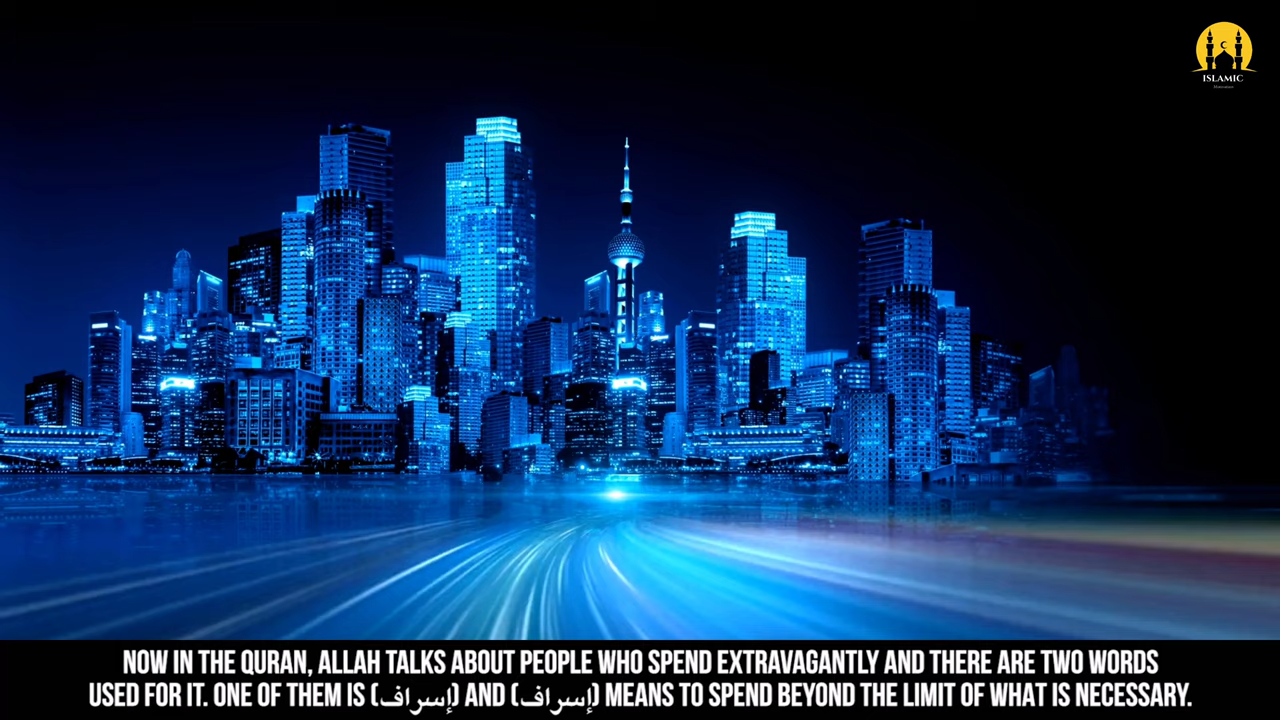 ISLAMIC
Motivation
NOW IN THE QURAN, ALLAH TALKS ABOUT PEOPLE WHO SPEND EXTRAVAGANTLY AND THERE ARE TWO WORDS
USED FOR IT. ONE OF THEM IS (إسراف) AND (إسراف) MEANS TO SPEND BEYOND THE LIMIT OF WHAT IS NECESSARY.